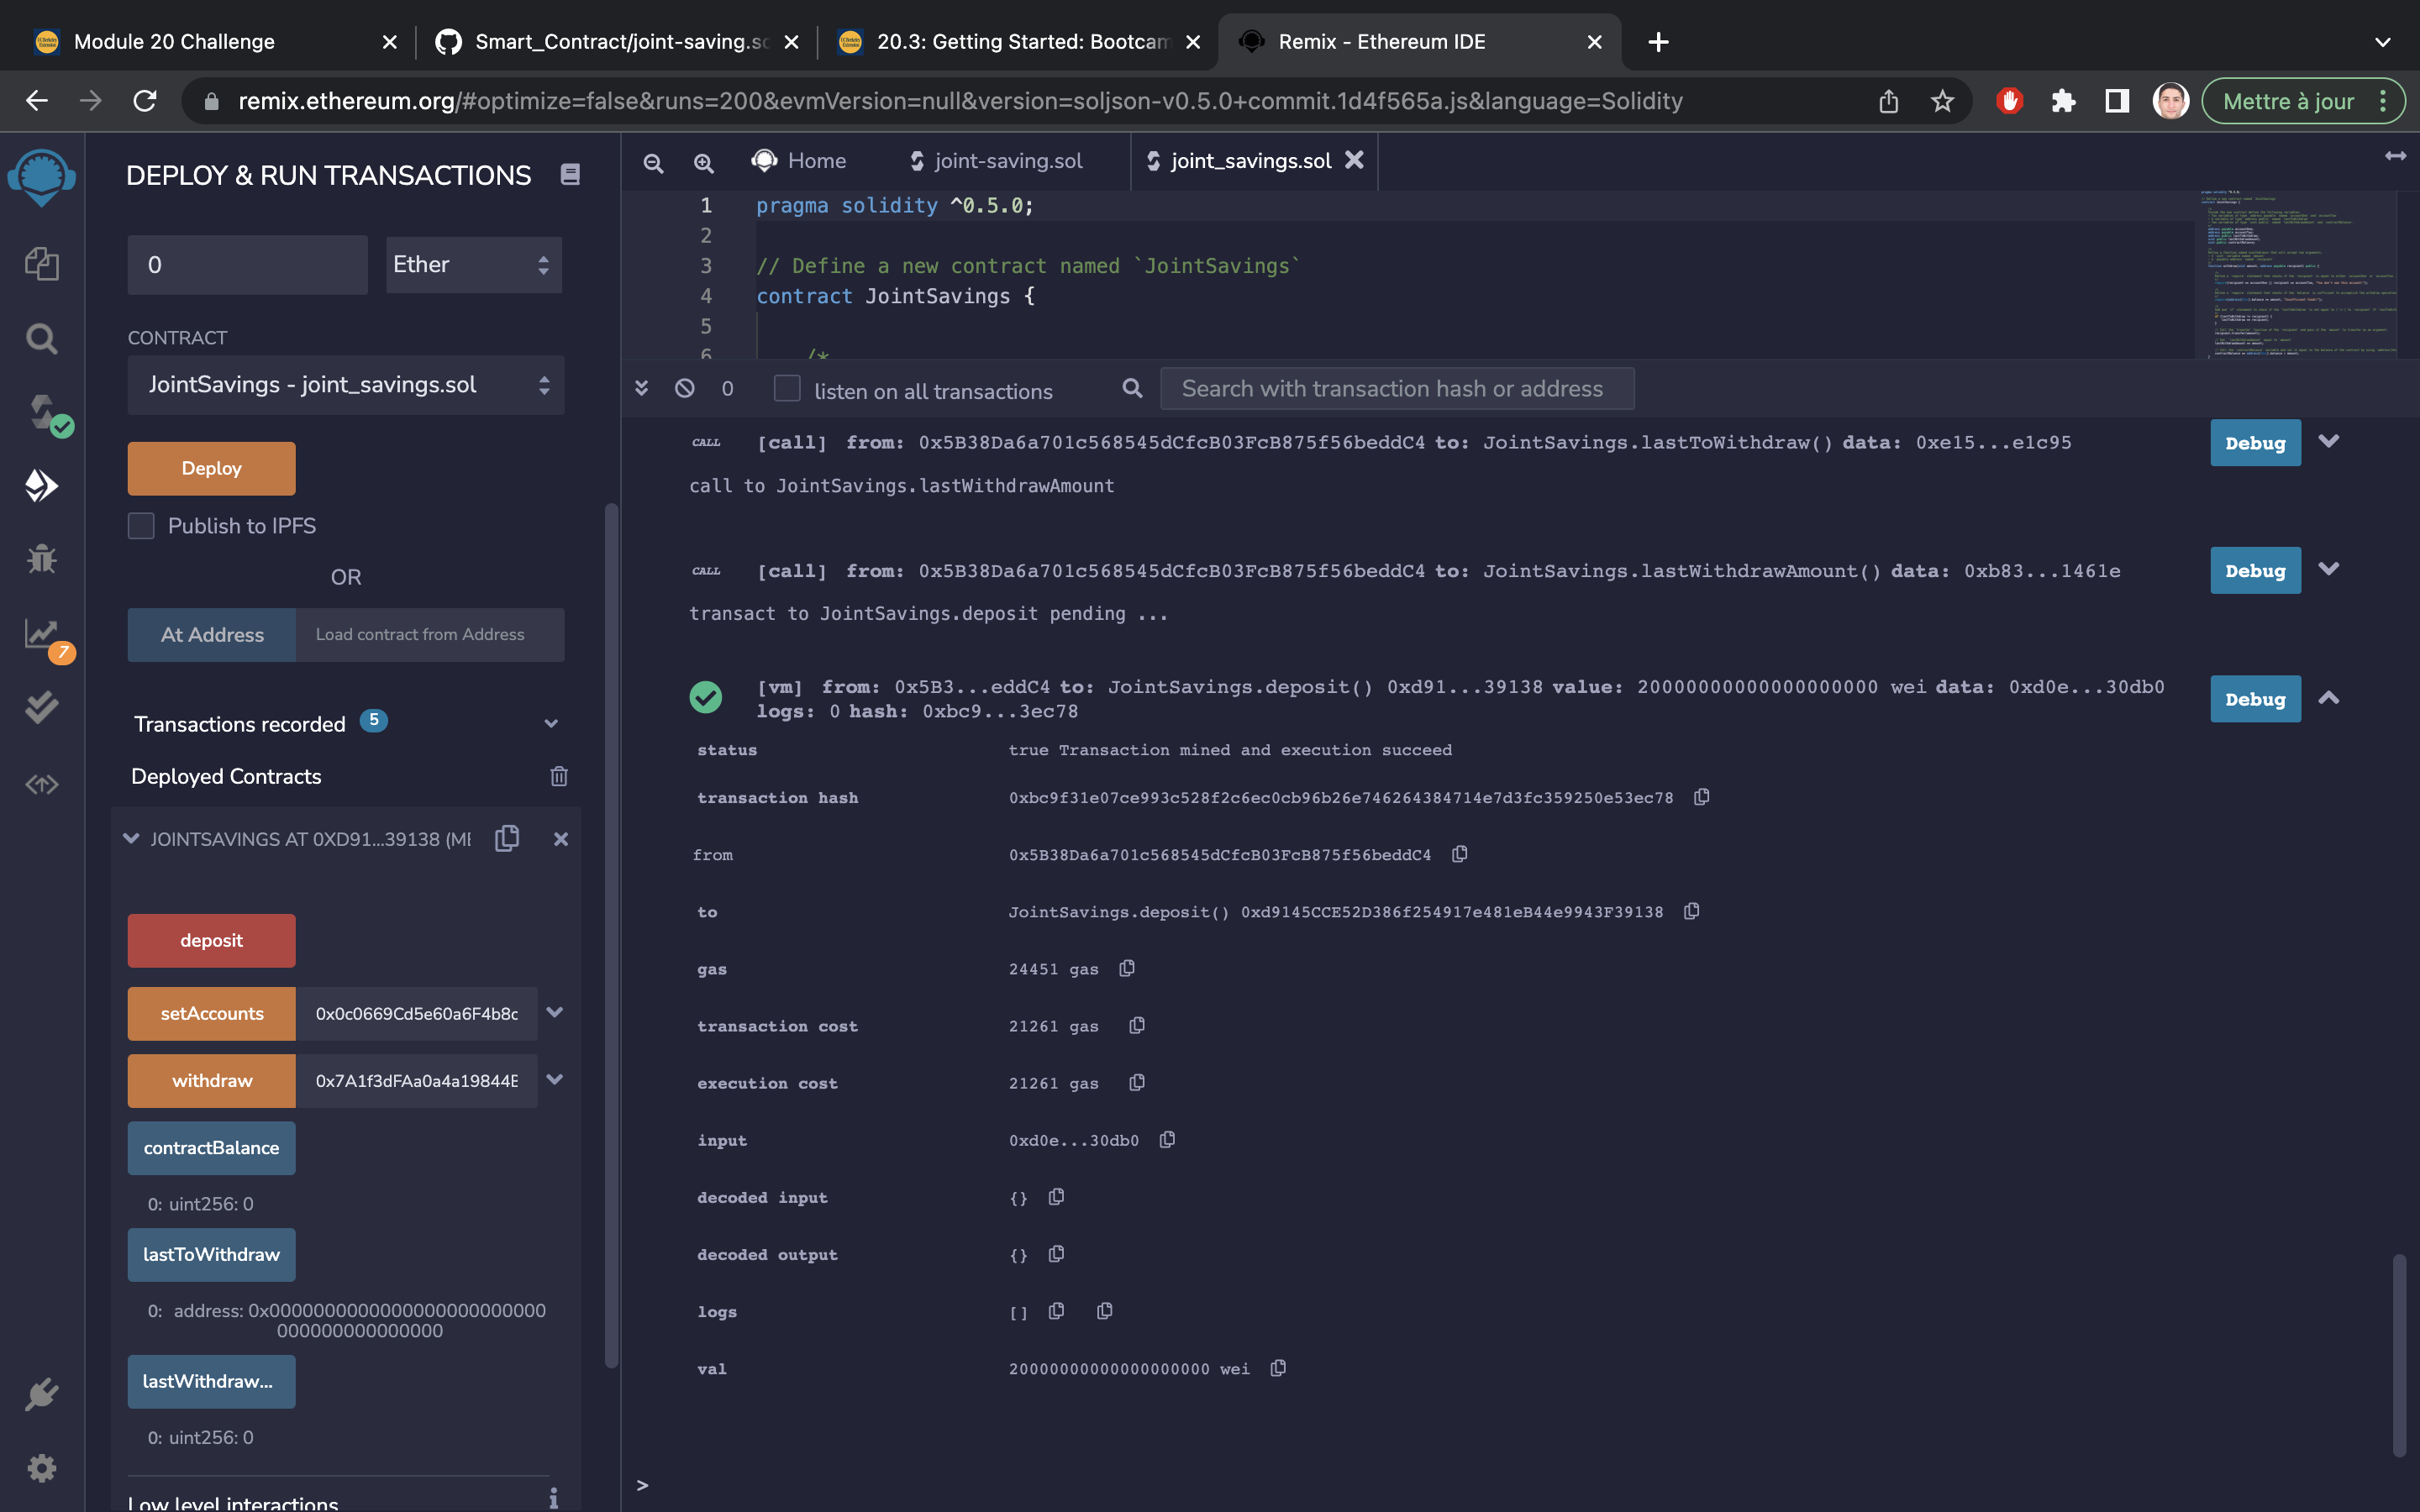 Module 20 Challenge
Smart_Contract/joint-saving.so
20.3: Getting Started: Bootcam
Remix - Ethereum IDE
remix.ethereum.org/#optimize=false&runs=200&evmVersion=null&version=soljson-v0.5.0+commit.1d4f565a.js&language=Solidity
Mettre à jour
DEPLOY & RUN TRANSACTIONS
0
Ether
CONTRACT
JointSavings - joint_savings.sol
Deploy
Publish to IPFS
OR
At Address
Load contract from Address
7
Transactions recorded 5
Deployed Contracts
JOINTSAVINGS AT 0XD91...39138 (ME
deposit
setAccounts 0x0c0669Cd5e60a6F4b8c
withdraw 0x7A1f3dFAa0a4a19844E
contractBalance
0: uint256: 0
lastToWithdraw
0: address: 0x0000000000000000000000000
000000000000000
lastWithdraw...
0: uint256: 0
Low level interactions
Home
joint-saving.sol
joint_savings.sol
1 pragma solidity ^0.5.0;
2
3 // Define a new contract named `JointSavings`
4 contract JointSavings {
5
6 /*
0
listen on all transactions
Search with transaction hash or address
CALL [call] from: 0x5B38Da6a701c568545dCfcB03FcB875f56beddC4 to: JointSavings.lastToWithdraw() data: 0xe15...e1c95
Debug
call to JointSavings.lastWithdrawAmount
CALL [call] from: 0x5B38Da6a701c568545dCfcB03FcB875f56beddC4 to: JointSavings.lastWithdrawAmount() data: 0xb83...1461e
Debug
transact to JointSavings.deposit pending ...
[vm] from: 0x5B3...eddC4 to: JointSavings.deposit() 0xd91...39138 value: 20000000000000000000 wei data: 0xd0e...30db0
logs: 0 hash: 0xbc9...3ec78
Debug
status true Transaction mined and execution succeed
transaction hash 0xbc9f31e07ce993c528f2c6ec0cb96b26e746264384714e7d3fc359250e53ec78
from 0x5B38Da6a701c568545dCfcB03FcB875f56beddC4
to JointSavings.deposit() 0xd9145CCE52D386f254917e481eB44e9943F39138
gas 24451 gas
transaction cost 21261 gas
execution cost 21261 gas
input 0xd0e...30db0
decoded input {}
decoded output {}
logs []
val 20000000000000000000 wei
>